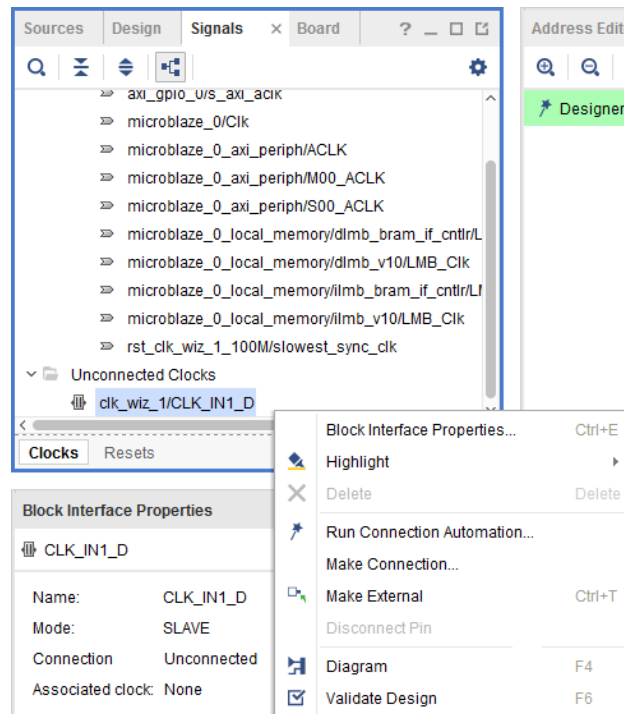 Sources Design Signals × Board ? Address Edit
Designer
axi_gpio_0/s_axi_aclk
microblaze_0/Clk
microblaze_0_axi_periph/ACLK
microblaze_0_axi_periph/M00_ACLK
microblaze_0_axi_periph/S00_ACLK
microblaze_0_local_memory/dlmb_bram_if_cntlr/L
microblaze_0_local_memory/dlmb_v10/LMB_Clk
microblaze_0_local_memory/ilmb_bram_if_cntlr/L
microblaze_0_local_memory/ilmb_v10/LMB_Clk
rst_clk_wiz_1_100M/slowest_sync_clk
Unconnected Clocks
clk_wiz_1/CLK_IN1_D
Clocks Resets
Block Interface Properties... Ctrl+E
Highlight
Delete Delete
Run Connection Automation...
Make Connection...
Make External Ctrl+T
Disconnect Pin
Diagram F4
Validate Design F6
Block Interface Properties
CLK_IN1_D
Name: CLK_IN1_D
Mode: SLAVE
Connection Unconnected
Associated clock: None